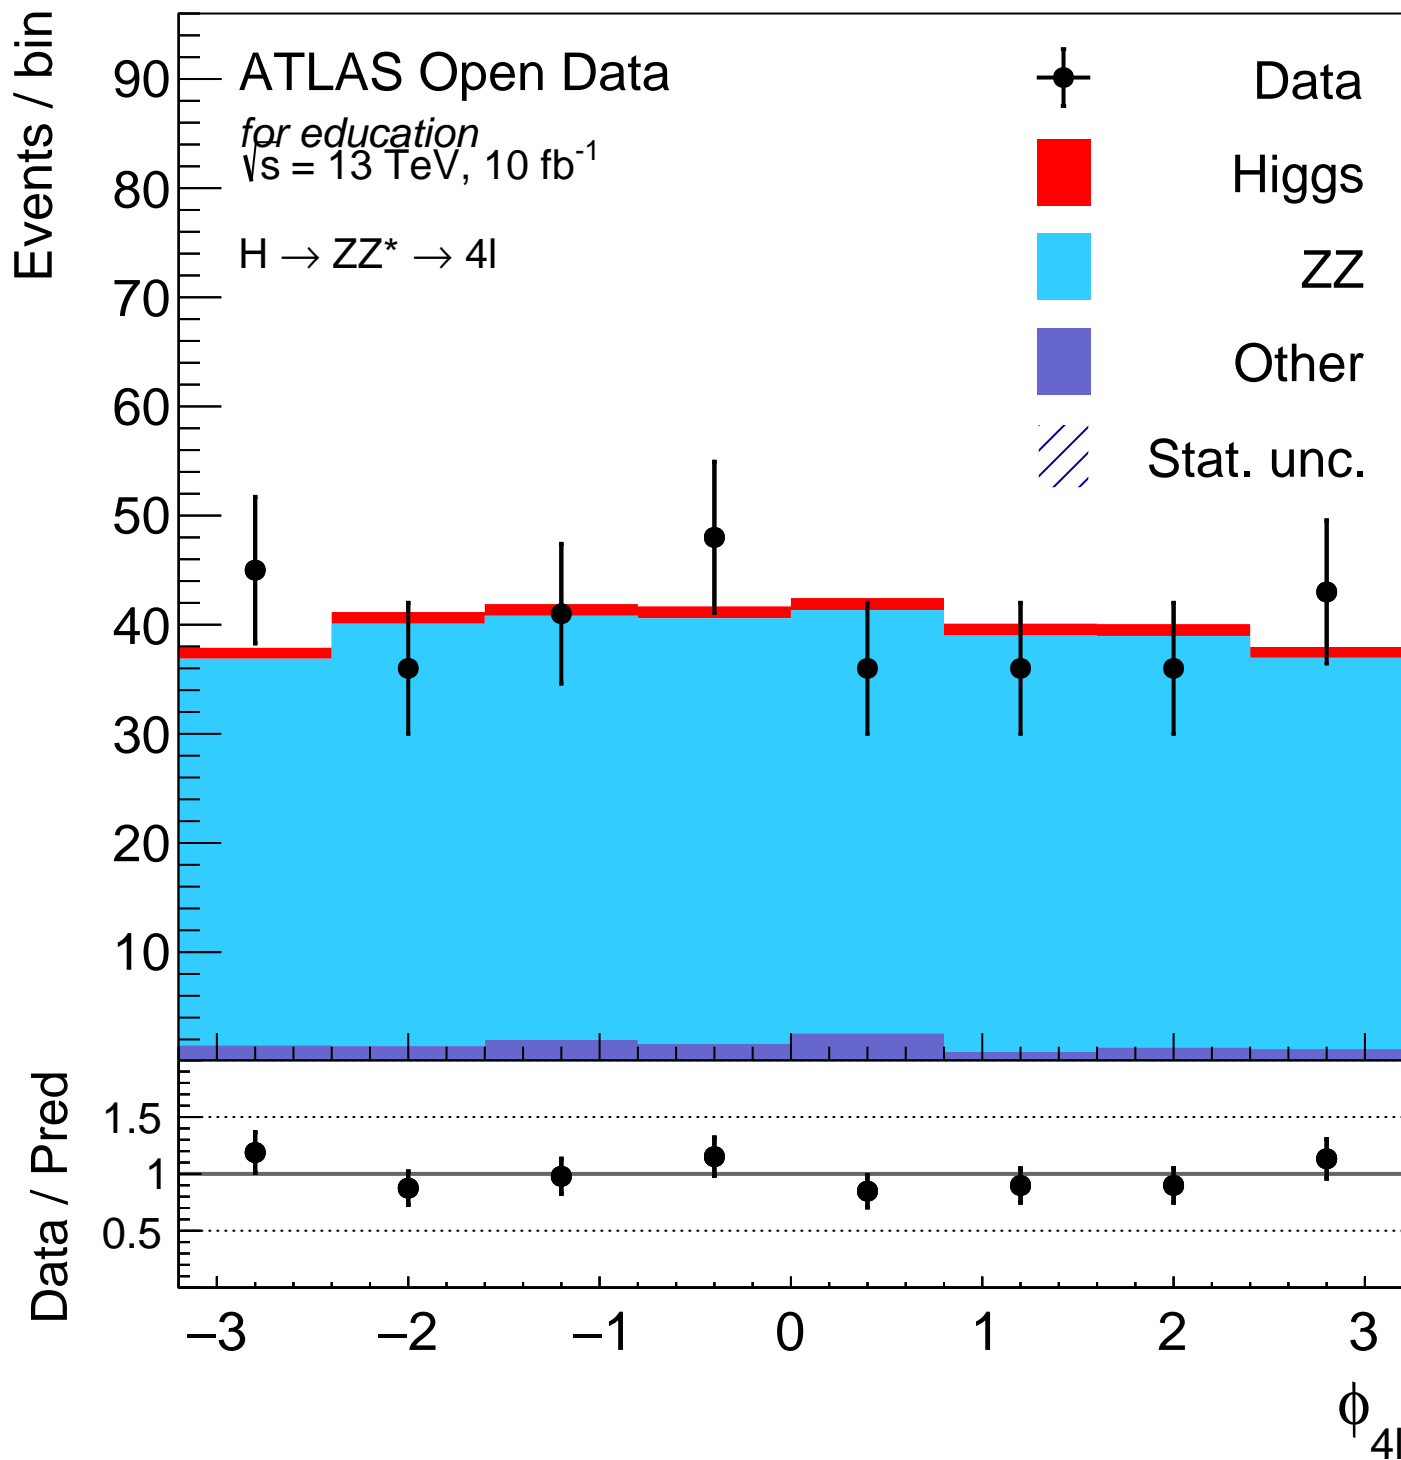 Events / bin
90
80
70
60
50
40
30
20
10
ATLAS Open Data
for education
√s = 13 TeV, 10 fb⁻¹
H → ZZ* → 4l
Data
Higgs
ZZ
Other
Stat. unc.
Data / Pred
1.5
1
0.5
–3 –2 –1 0 1 2 3
ϕ₄ₗ